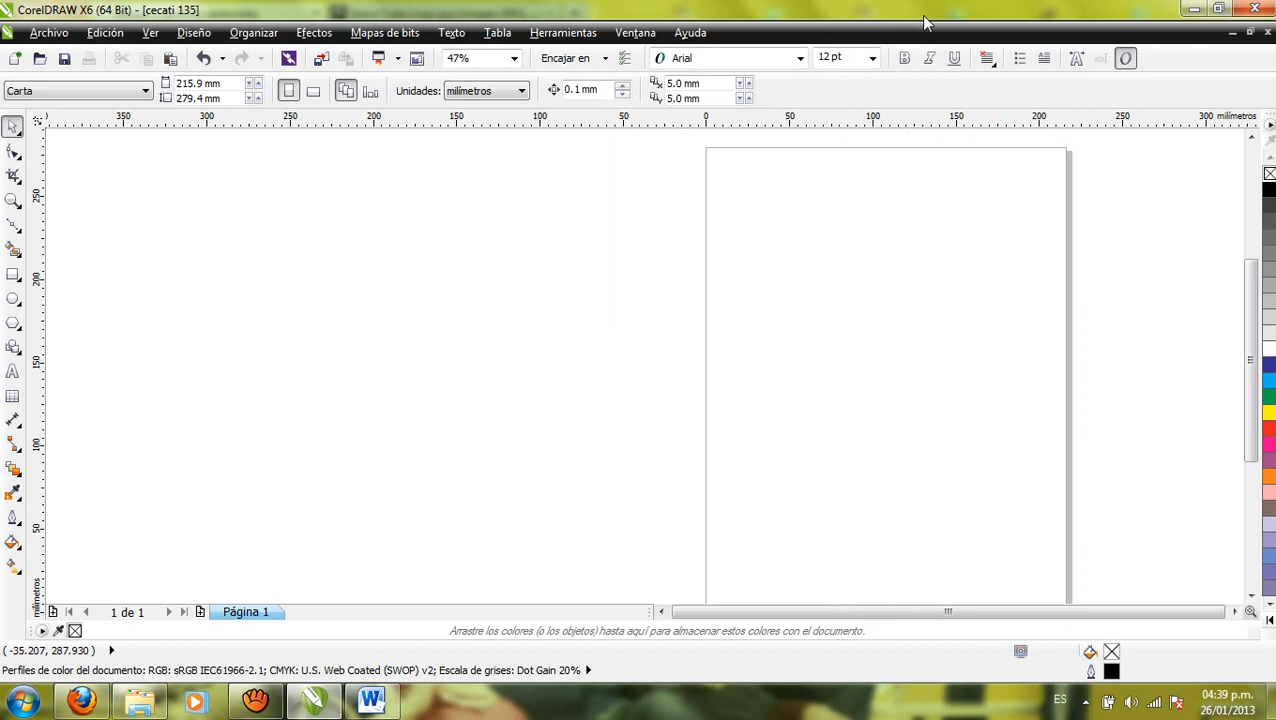 CorelDRAW X6 (64 Bit) - [cecati 135]
Archivo Edición Ver Diseño Organizar Efectos Mapas de bits Texto Tabla Herramientas Ventana Ayuda
47% Encajar en Arial 12 pt
Carta 215.9 mm 279.4 mm Unidades: milímetros 0.1 mm 5.0 mm 5.0 mm
350 300 250 200 150 100 50 0 50 100 150 200 250 300 milímetros
250
200
150
100
50
milímetros
1 de 1 Página 1
Arrastre los colores (o los objetos) hasta aquí para almacenar estos colores con el documento.
(-35.207, 287.930)
Perfiles de color del documento: RGB: sRGB IEC61966-2.1; CMYK: U.S. Web Coated (SWOP) v2; Escala de grises: Dot Gain 20%
ES 04:39 p.m.
26/01/2013